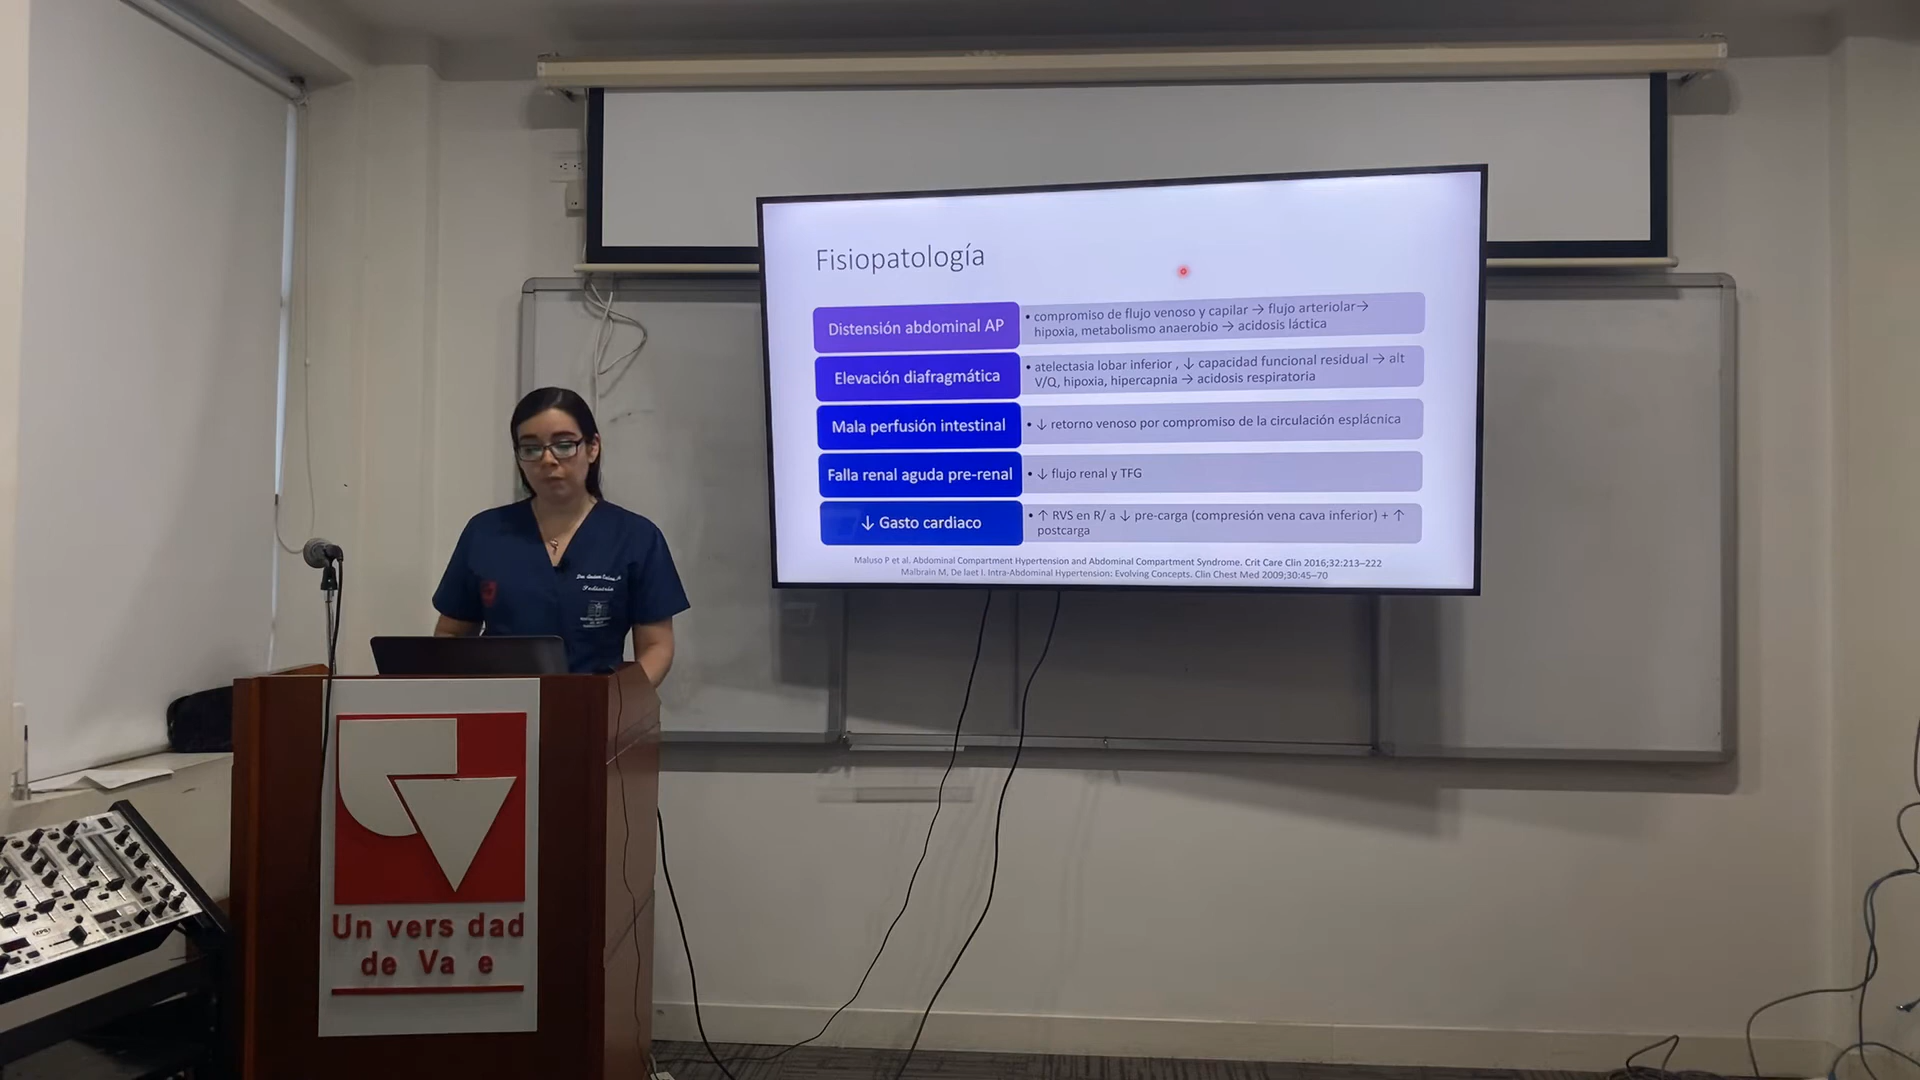 Fisiopatología
Distensión abdominal AP
• compromiso de flujo venoso y capilar → flujo arteriolar→
hipoxia, metabolismo anaerobio → acidosis láctica
Elevación diafragmática
• atelectasia lobar inferior , ↓ capacidad funcional residual → alt
V/Q, hipoxia, hipercapnia → acidosis respiratoria
Mala perfusión intestinal
• ↓ retorno venoso por compromiso de la circulación esplácnica
Falla renal aguda pre-renal
• ↓ flujo renal y TFG
↓ Gasto cardiaco
• ↑ RVS en R/ a ↓ pre-carga (compresión vena cava inferior) + ↑
postcarga
Maluso P et al. Abdominal Compartment Hypertension and Abdominal Compartment Syndrome. Crit Care Clin 2016;32:213–222
Malbrain M, De laet I. Intra-Abdominal Hypertension: Evolving Concepts. Clin Chest Med 2009;30:45–70
Dra.
Pediatría
Un vers dad
de Va e